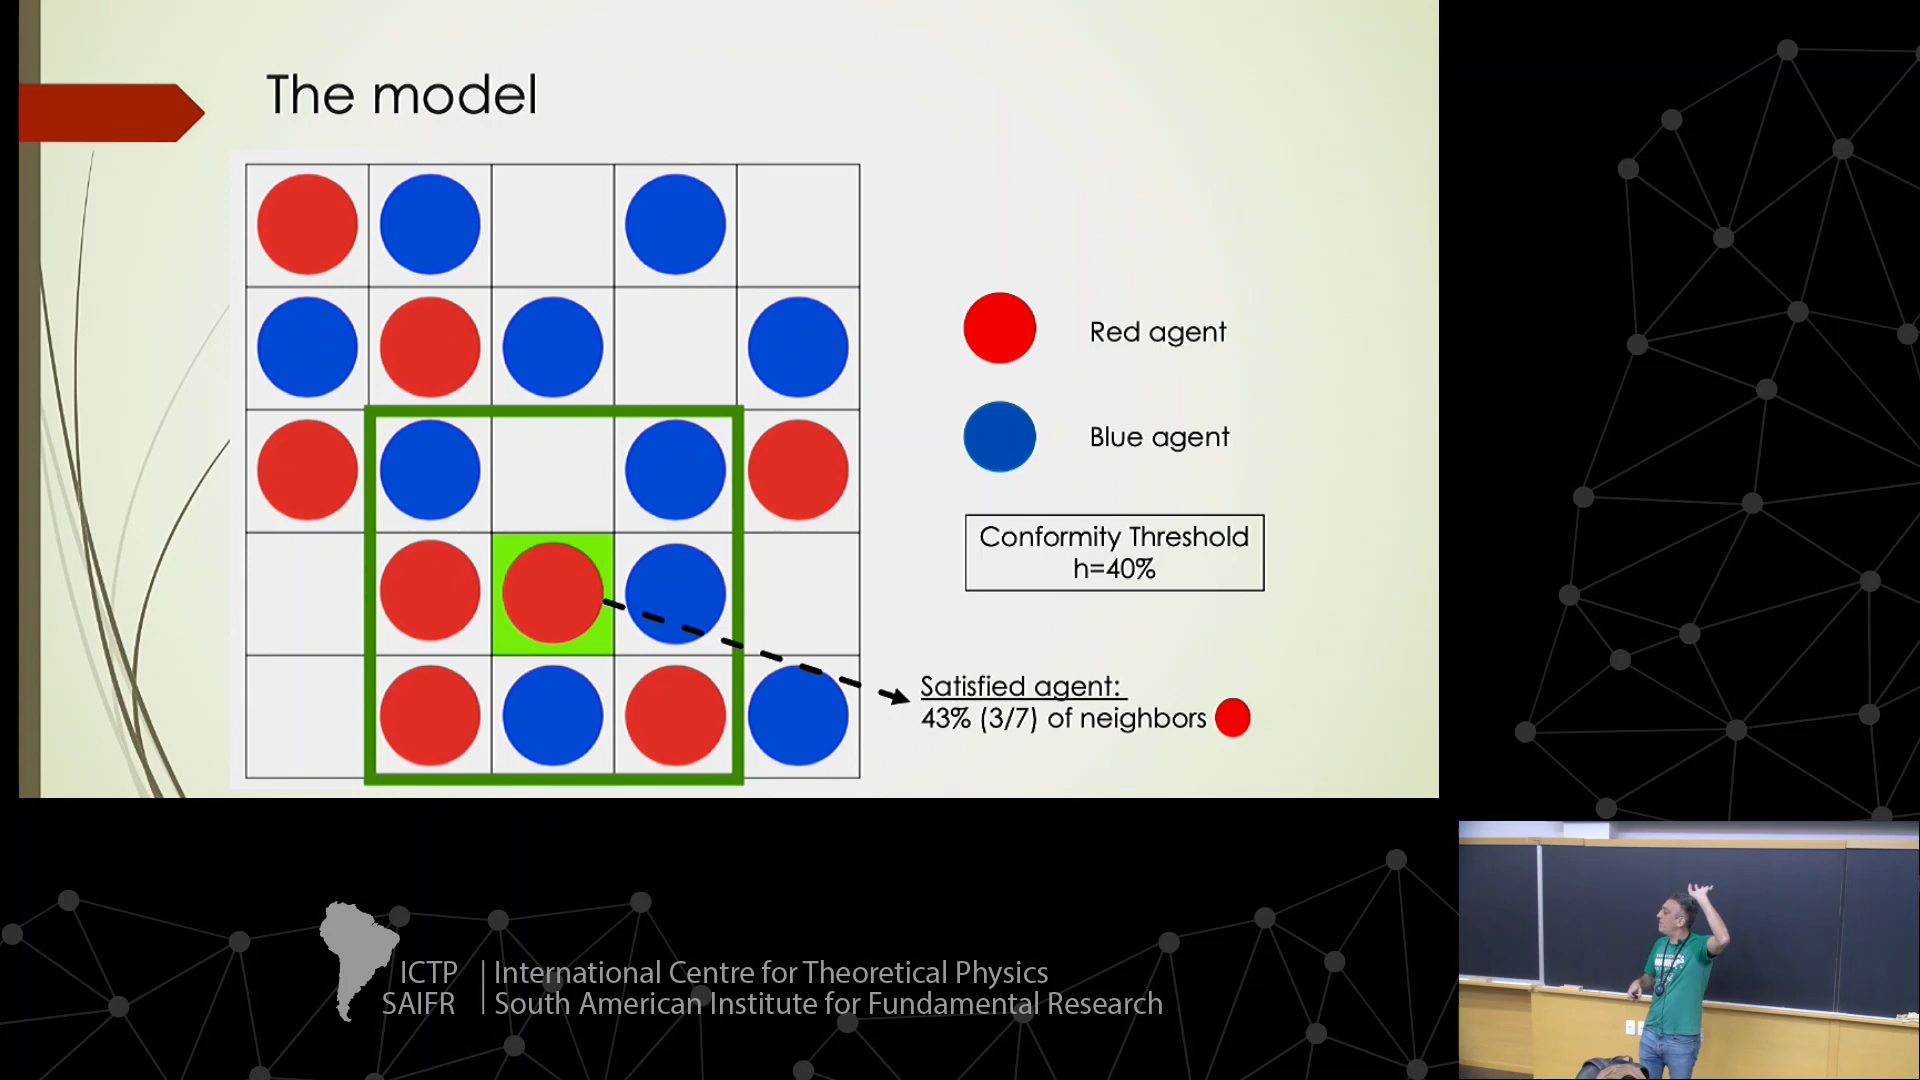 The model
Red agent
Blue agent
Conformity Threshold
h=40%
Satisfied agent:
43% (3/7) of neighbors
ICTP
SAIFR
International Centre for Theoretical Physics
South American Institute for Fundamental Research